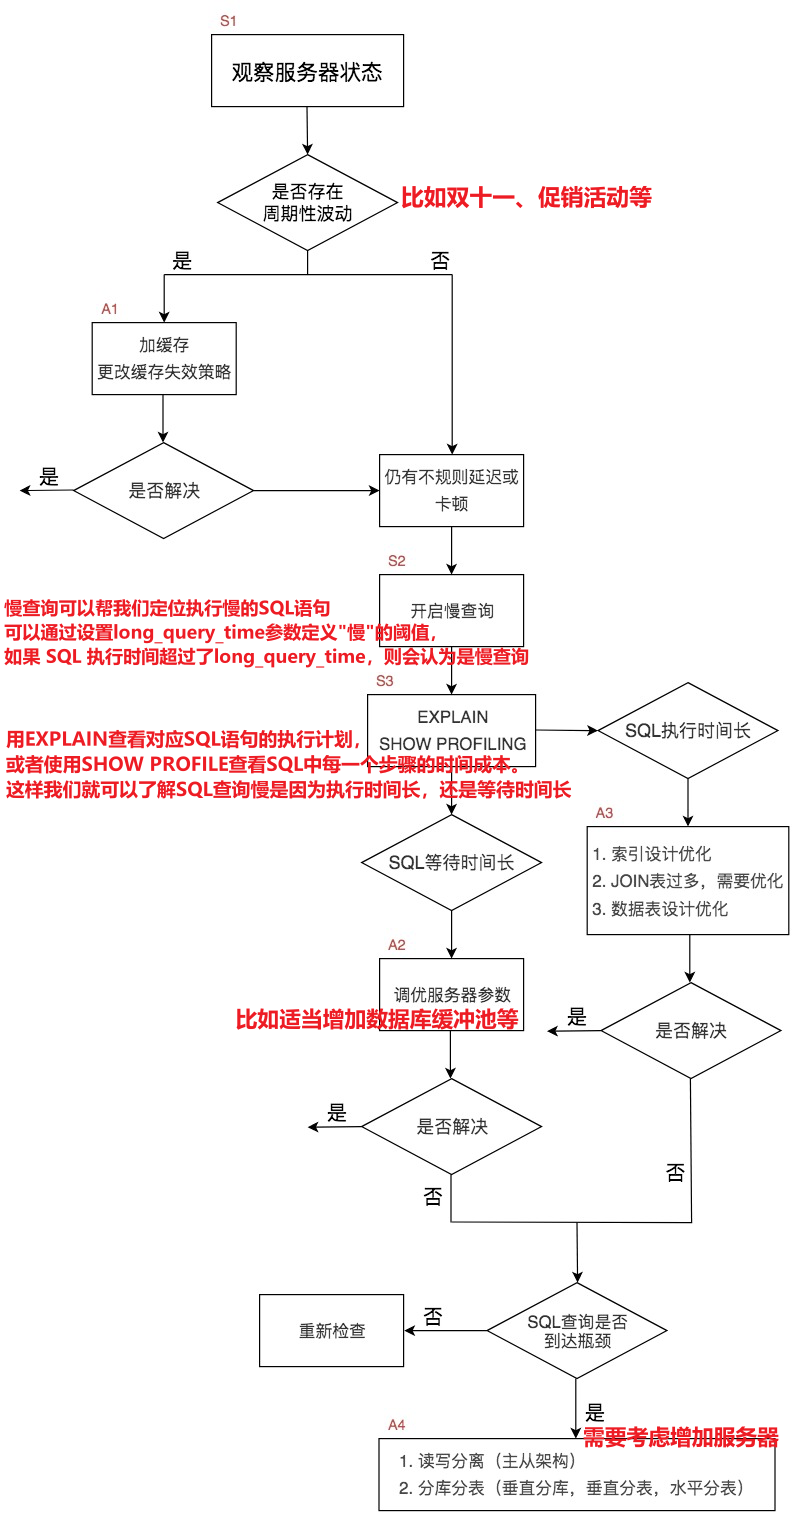 S1
观察服务器状态
是否存在
周期性波动
比如双十一、促销活动等
是
否
A1
加缓存
更改缓存失效策略
是
是否解决
仍有不规则延迟或
卡顿
S2
开启慢查询
慢查询可以帮我们定位执行慢的SQL语句
可以通过设置long_query_time参数定义"慢"的阈值，
如果 SQL 执行时间超过了long_query_time，则会认为是慢查询
S3
EXPLAIN
SHOW PROFILING
用EXPLAIN查看对应SQL语句的执行计划，
或者使用SHOW PROFILE查看SQL中每一个步骤的时间成本。
这样我们就可以了解SQL查询慢是因为执行时间长，还是等待时间长
SQL执行时间长
A3
1. 索引设计优化
2. JOIN表过多，需要优化
3. 数据表设计优化
SQL等待时间长
A2
调优服务器参数
比如适当增加数据库缓冲池等
是
是否解决
是
是否解决
否
否
SQL查询是否
到达瓶颈
否
重新检查
是
需要考虑增加服务器
A4
1. 读写分离（主从架构）
2. 分库分表（垂直分库，垂直分表，水平分表）